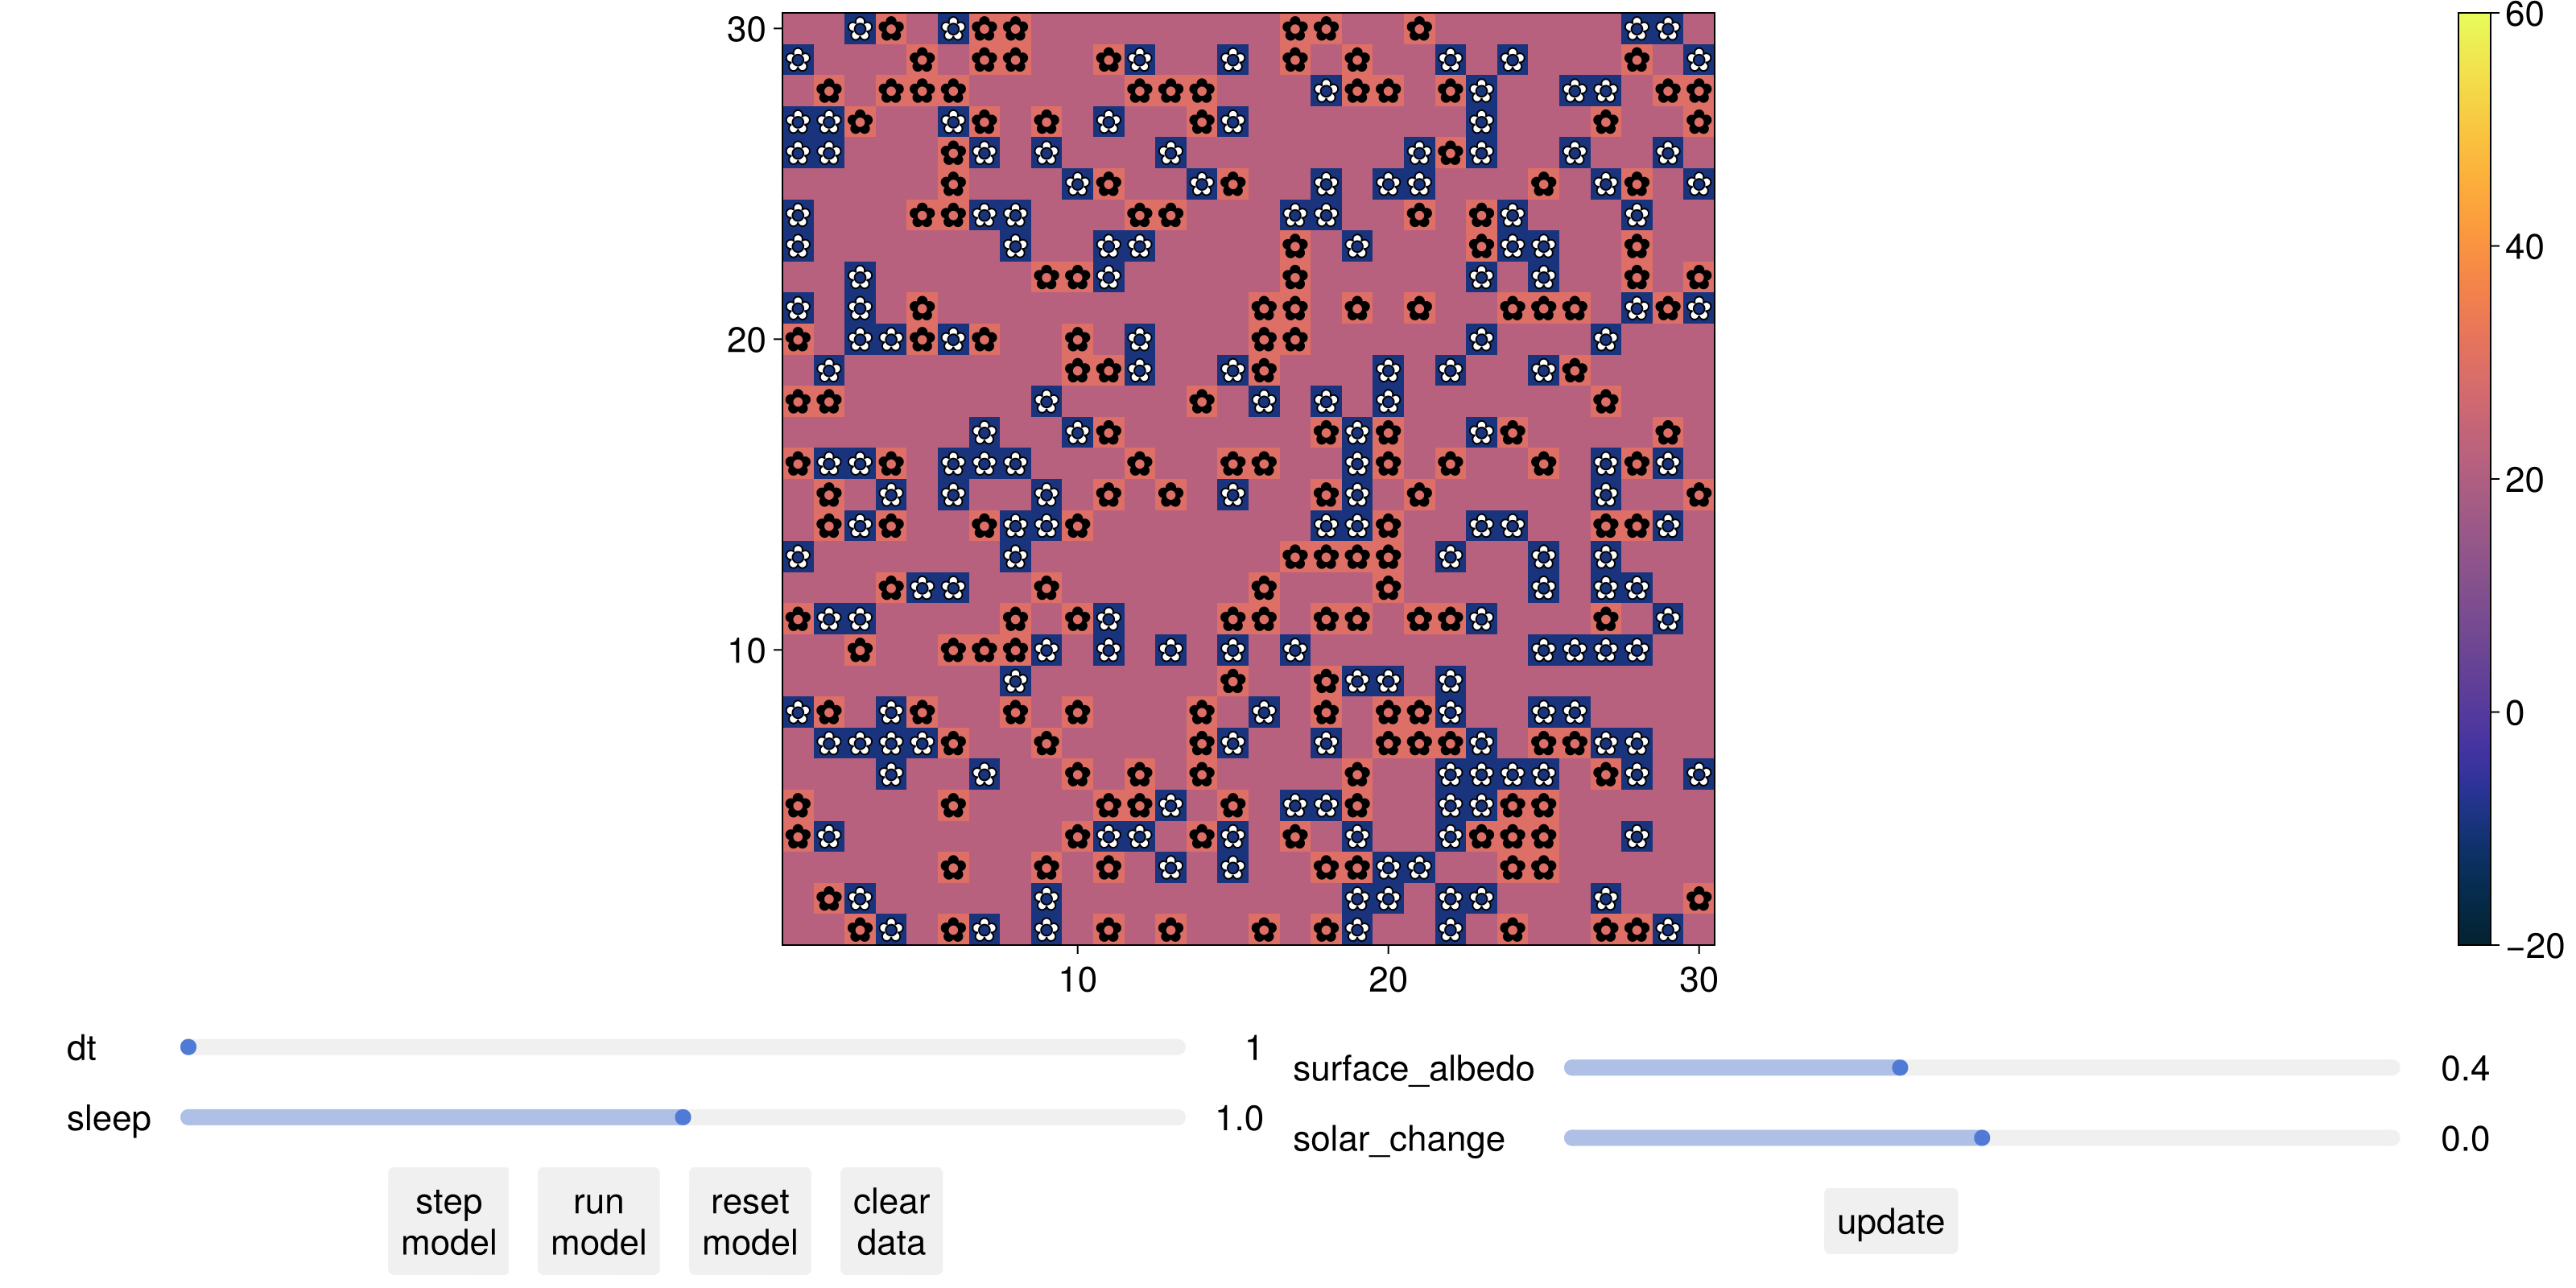 30
20
10
10 20 30
60
40
20
0
−20
dt 1
sleep 1.0
surface_albedo 0.4
solar_change 0.0
step
model
run
model
reset
model
clear
data
update